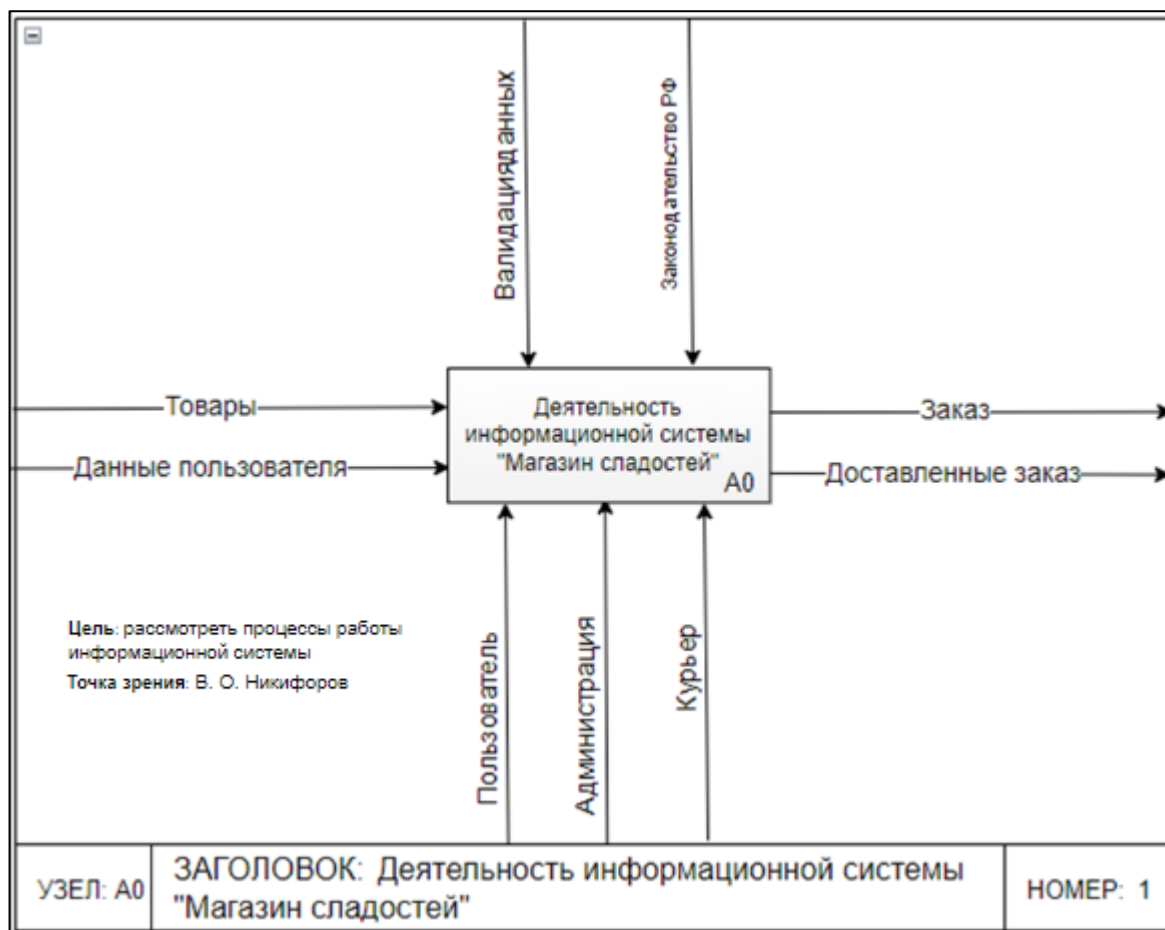 Валидацияданных
Законодательство РФ
Товары
Данные пользователя
Деятельность
информационной системы
"Магазин сладостей"
A0
Заказ
Доставленные заказ
Цель: рассмотреть процессы работы
информационной системы
Точка зрения: В. О. Никифоров
Пользователь
Администрация
Курьер
УЗЕЛ: A0
ЗАГОЛОВОК: Деятельность информационной системы
"Магазин сладостей"
НОМЕР: 1